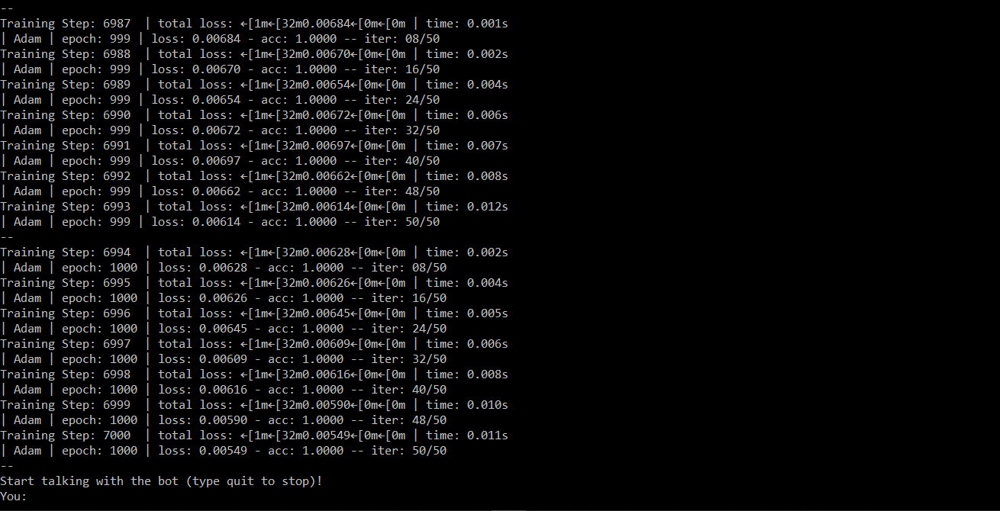 --
Training Step: 6987  | total loss: ←[1m←[32m0.00684←[0m←[0m | time: 0.001s
| Adam | epoch: 999 | loss: 0.00684 - acc: 1.0000 -- iter: 08/50
Training Step: 6988  | total loss: ←[1m←[32m0.00670←[0m←[0m | time: 0.002s
| Adam | epoch: 999 | loss: 0.00670 - acc: 1.0000 -- iter: 16/50
Training Step: 6989  | total loss: ←[1m←[32m0.00654←[0m←[0m | time: 0.004s
| Adam | epoch: 999 | loss: 0.00654 - acc: 1.0000 -- iter: 24/50
Training Step: 6990  | total loss: ←[1m←[32m0.00672←[0m←[0m | time: 0.006s
| Adam | epoch: 999 | loss: 0.00672 - acc: 1.0000 -- iter: 32/50
Training Step: 6991  | total loss: ←[1m←[32m0.00697←[0m←[0m | time: 0.007s
| Adam | epoch: 999 | loss: 0.00697 - acc: 1.0000 -- iter: 40/50
Training Step: 6992  | total loss: ←[1m←[32m0.00662←[0m←[0m | time: 0.008s
| Adam | epoch: 999 | loss: 0.00662 - acc: 1.0000 -- iter: 48/50
Training Step: 6993  | total loss: ←[1m←[32m0.00614←[0m←[0m | time: 0.012s
| Adam | epoch: 999 | loss: 0.00614 - acc: 1.0000 -- iter: 50/50
--
Training Step: 6994  | total loss: ←[1m←[32m0.00628←[0m←[0m | time: 0.002s
| Adam | epoch: 1000 | loss: 0.00628 - acc: 1.0000 -- iter: 08/50
Training Step: 6995  | total loss: ←[1m←[32m0.00626←[0m←[0m | time: 0.004s
| Adam | epoch: 1000 | loss: 0.00626 - acc: 1.0000 -- iter: 16/50
Training Step: 6996  | total loss: ←[1m←[32m0.00645←[0m←[0m | time: 0.005s
| Adam | epoch: 1000 | loss: 0.00645 - acc: 1.0000 -- iter: 24/50
Training Step: 6997  | total loss: ←[1m←[32m0.00609←[0m←[0m | time: 0.006s
| Adam | epoch: 1000 | loss: 0.00609 - acc: 1.0000 -- iter: 32/50
Training Step: 6998  | total loss: ←[1m←[32m0.00616←[0m←[0m | time: 0.008s
| Adam | epoch: 1000 | loss: 0.00616 - acc: 1.0000 -- iter: 40/50
Training Step: 6999  | total loss: ←[1m←[32m0.00590←[0m←[0m | time: 0.010s
| Adam | epoch: 1000 | loss: 0.00590 - acc: 1.0000 -- iter: 48/50
Training Step: 7000  | total loss: ←[1m←[32m0.00549←[0m←[0m | time: 0.011s
| Adam | epoch: 1000 | loss: 0.00549 - acc: 1.0000 -- iter: 50/50
--
Start talking with the bot (type quit to stop)!
You: